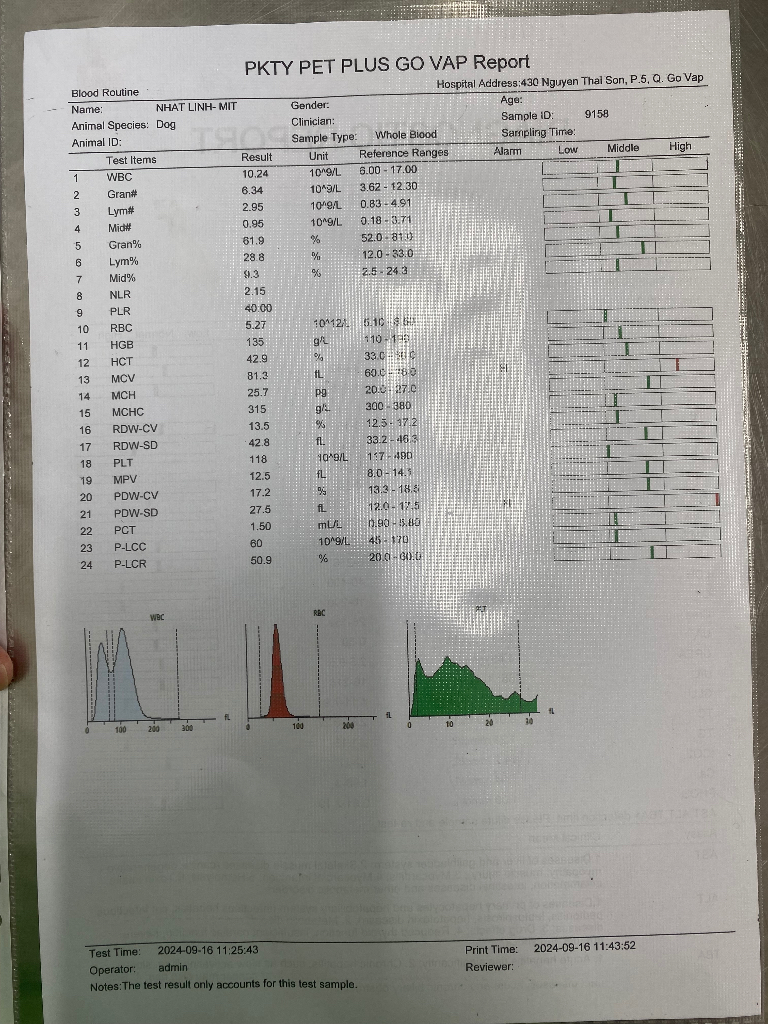 PKTY PET PLUS GO VAP Report
Blood Routine Hospital Address:430 Nguyen Thai Son, P.5, Q. Go Vap
Name: NHAT LINH- MIT Gender: Age:
Animal Species: Dog Clinician: Sample ID: 9158
Animal ID: Sample Type: Whole Blood Sampling Time:
Test Items Result Unit Reference Ranges Alarm Low Middle High
1 WBC 10.24 10^9/L 6.00 - 17.00
2 Gran# 6.34 10^9/L 3.62 - 12.30
3 Lym# 2.95 10^9/L 0.83 - 4.91
4 Mid# 0.95 10^9/L 0.18 - 3.71
5 Gran% 61.9 % 52.0 - 81.0
6 Lym% 28.8 % 12.0 - 33.0
7 Mid% 9.3 % 2.5 - 24.3
8 NLR 2.15
9 PLR 40.00
10 RBC 5.27 10^12/L 5.10 -
11 HGB 135 g/L 110 -
12 HCT 42.9 % 33.0 -
13 MCV 81.3 fL 60.0 - 76.0 H
14 MCH 25.7 pg 20.0 - 27.0
15 MCHC 315 g/L 300 - 380
16 RDW-CV 13.5 % 12.5 - 17.2
17 RDW-SD 42.8 fL 33.2 - 46.3
18 PLT 118 10^9/L 117 - 490
19 MPV 12.5 fL 8.0 - 14.1
20 PDW-CV 17.2 % 13.3 - 18.5
21 PDW-SD 27.5 fL 12.0 - 17.5 H
22 PCT 1.50 mL/L 0.90 - 5.80
23 P-LCC 60 10^9/L 45 - 170
24 P-LCR 50.9 % 20.0 - 60.0
WBC RBC PLT
fL fL fL
0 100 200 300 0 100 200 0 10 20 30
Test Time: 2024-09-16 11:25:43 Print Time: 2024-09-16 11:43:52
Operator: admin Reviewer:
Notes:The test result only accounts for this test sample.